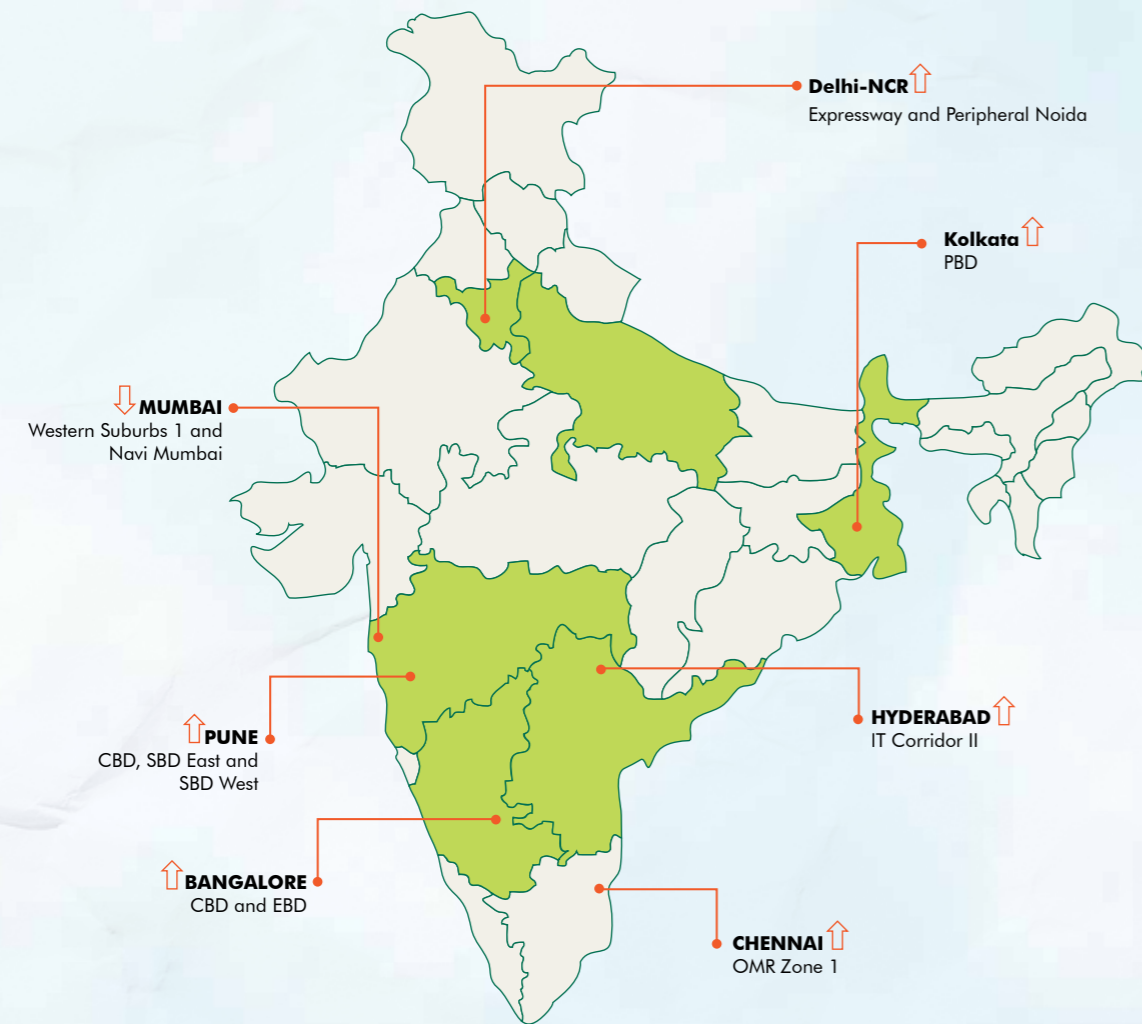 Delhi-NCR
Expressway and Peripheral Noida
Kolkata
PBD
MUMBAI
Western Suburbs 1 and
Navi Mumbai
PUNE
CBD, SBD East and
SBD West
HYDERABAD
IT Corridor II
BANGALORE
CBD and EBD
CHENNAI
OMR Zone 1